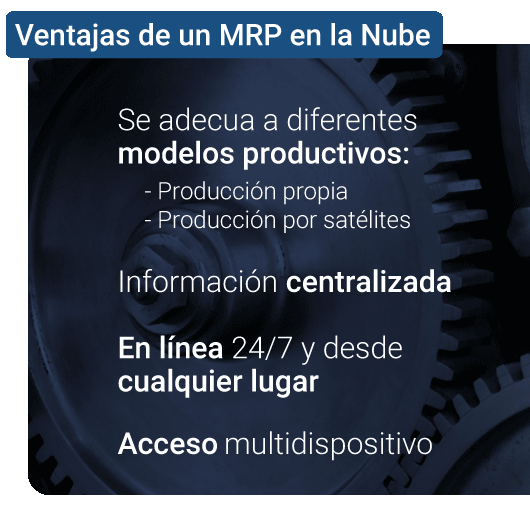 Ventajas de un MRP en la Nube
Se adecua a diferentes
modelos productivos:
- Producción propia
- Producción por satélites
Información centralizada
En línea 24/7 y desde
cualquier lugar
Acceso multidispositivo